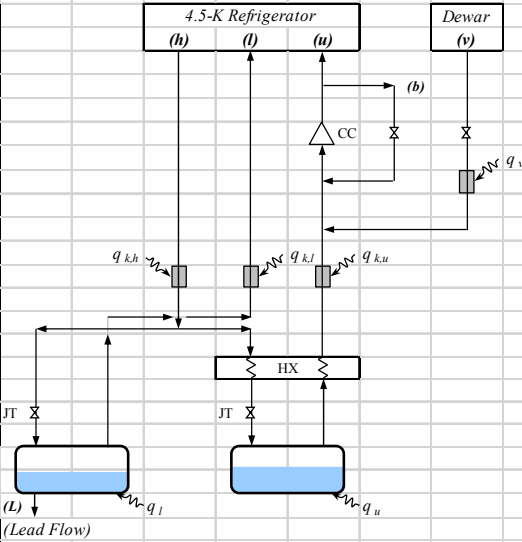 4.5-K Refrigerator
Dewar
(h) (l) (u) (v)
(b)
CC
q v
q k,h q k,l q k,u
HX
JT JT
(L) q l q u
(Lead Flow)